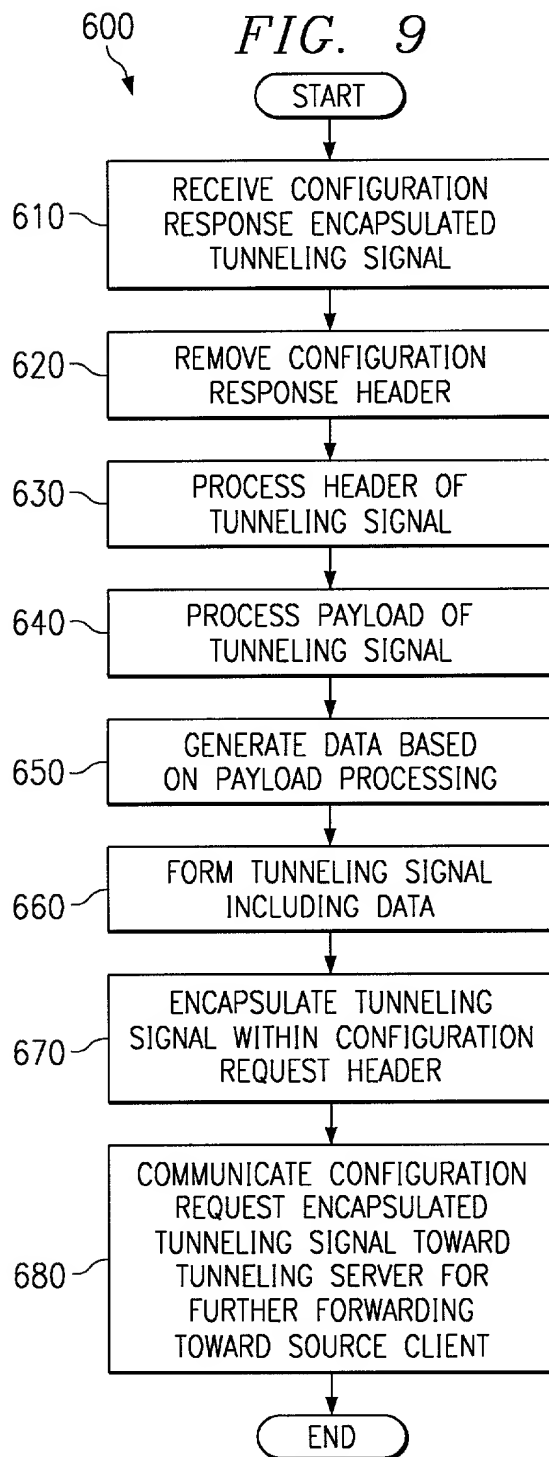 600
FIG. 9
START
610
RECEIVE CONFIGURATION
RESPONSE ENCAPSULATED
TUNNELING SIGNAL
620
REMOVE CONFIGURATION
RESPONSE HEADER
630
PROCESS HEADER OF
TUNNELING SIGNAL
640
PROCESS PAYLOAD OF
TUNNELING SIGNAL
650
GENERATE DATA BASED
ON PAYLOAD PROCESSING
660
FORM TUNNELING SIGNAL
INCLUDING DATA
670
ENCAPSULATE TUNNELING
SIGNAL WITHIN CONFIGURATION
REQUEST HEADER
680
COMMUNICATE CONFIGURATION
REQUEST ENCAPSULATED
TUNNELING SIGNAL TOWARD
TUNNELING SERVER FOR
FURTHER FORWARDING
TOWARD SOURCE CLIENT
END